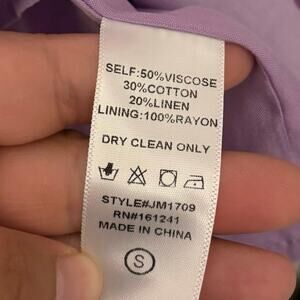 SELF:50%VISCOSE
30%COTTON
20%LINEN
LINING:100%RAYON
DRY CLEAN ONLY
STYLE#JM1709
RN#161241
MADE IN CHINA
S